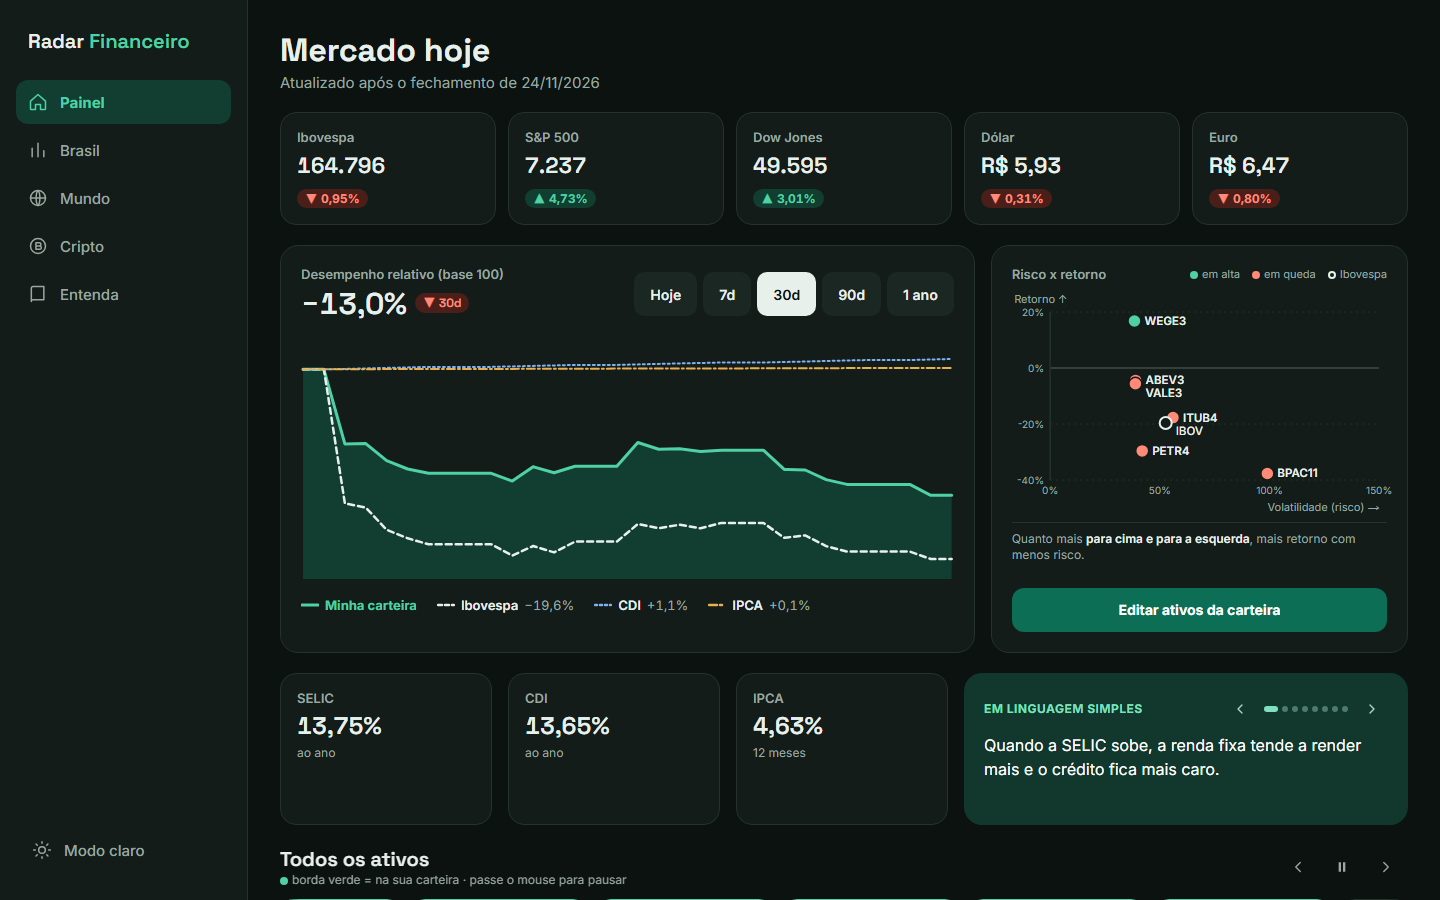 Radar Financeiro
Painel
Brasil
Mundo
Cripto
Entenda
Modo claro
Mercado hoje
Atualizado após o fechamento de 24/11/2026
Ibovespa
164.796
▼ 0,95%
S&P 500
7.237
▲ 4,73%
Dow Jones
49.595
▲ 3,01%
Dólar
R$ 5,93
▼ 0,31%
Euro
R$ 6,47
▼ 0,80%
Desempenho relativo (base 100)
−13,0% ▼ 30d
Hoje 7d 30d 90d 1 ano
Minha carteira Ibovespa −19,6% CDI +1,1% IPCA +0,1%
Risco x retorno
em alta em queda Ibovespa
Retorno ↑
20%
0%
-20%
-40%
WEGE3
ABEV3
VALE3
ITUB4
IBOV
PETR4
BPAC11
0% 50% 100% 150%
Volatilidade (risco) →
Quanto mais para cima e para a esquerda, mais retorno com
menos risco.
Editar ativos da carteira
SELIC
13,75%
ao ano
CDI
13,65%
ao ano
IPCA
4,63%
12 meses
EM LINGUAGEM SIMPLES
Quando a SELIC sobe, a renda fixa tende a render
mais e o crédito fica mais caro.
Todos os ativos
borda verde = na sua carteira · passe o mouse para pausar